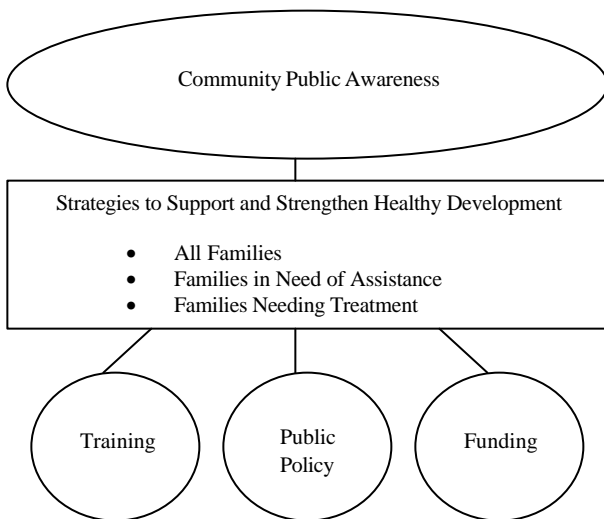 Community Public Awareness
Strategies to Support and Strengthen Healthy Development
• All Families
• Families in Need of Assistance
• Families Needing Treatment
Training
Public
Policy
Funding